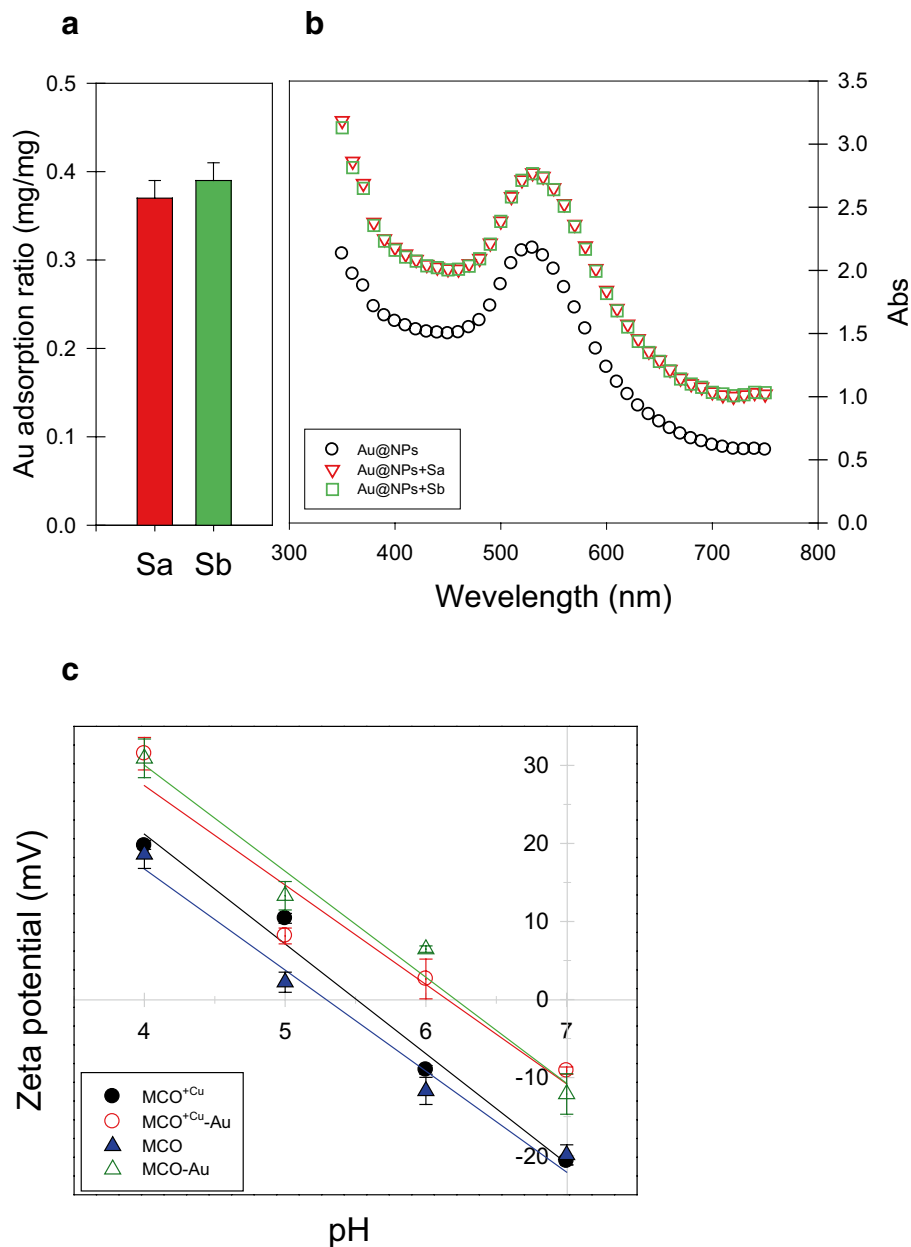 a
b
Au adsorption ratio (mg/mg)
0.5
0.4
0.3
0.2
0.1
0.0
Sa Sb
3.5
3.0
2.5
2.0
1.5
1.0
0.5
0.0
Abs
Au@NPs
Au@NPs+Sa
Au@NPs+Sb
300 400 500 600 700 800
Wevelength (nm)
c
Zeta potential (mV)
30
20
10
0
-10
-20
4 5 6 7
MCO+Cu
MCO+Cu-Au
MCO
MCO-Au
pH